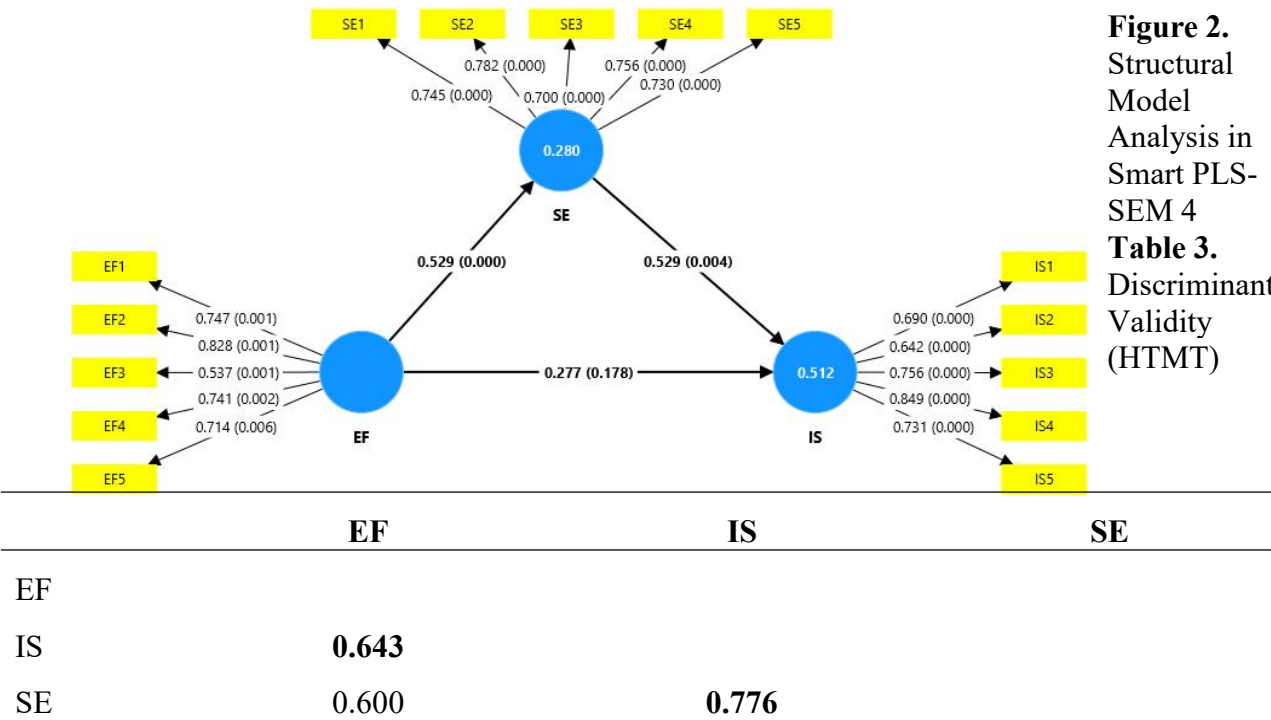 SE1 SE2 SE3 SE4 SE5
0.782 (0.000) 0.756 (0.000)
0.745 (0.000) 0.700 (0.000) 0.730 (0.000)
0.280
SE
0.529 (0.000) 0.529 (0.004)
EF1 IS1
0.747 (0.001) 0.690 (0.000)
EF2 IS2
0.828 (0.001) 0.642 (0.000)
EF3 0.537 (0.001) 0.277 (0.178) 0.512 0.756 (0.000) IS3
0.741 (0.002) 0.849 (0.000)
EF4 0.714 (0.006) 0.731 (0.000) IS4
EF IS
EF5 IS5
Figure 2.
Structural
Model
Analysis in
Smart PLS-
SEM 4
Table 3.
Discriminant
Validity
(HTMT)
EF IS SE
EF
IS 0.643
SE 0.600 0.776